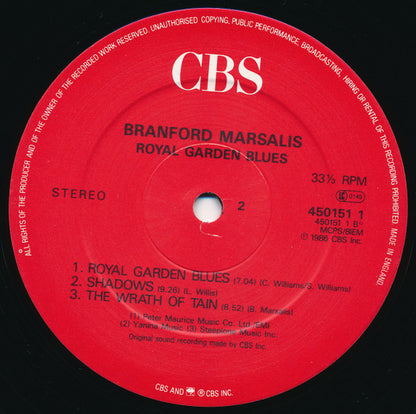 ALL RIGHTS OF THE PRODUCER AND OF THE OWNER OF THE RECORDED WORK RESERVED. UNAUTHORISED COPYING, PUBLIC PERFORMANCE, BROADCASTING, HIRING OR RENTAL OF THIS RECORDING PROHIBITED. MADE IN ENGLAND.
CBS
BRANFORD MARSALIS
ROYAL GARDEN BLUES
STEREO
33⅓ RPM
2
450151 1
450151 1 B
MCPS/BIEM
℗ 1986 CBS Inc.
1. ROYAL GARDEN BLUES (7.04) (C. Williams/S. Williams)
2. SHADOWS (9.26) (L. Willis)
3. THE WRATH OF TAIN (8.52) (B. Marsalis)
(1) Peter Maurice Music Co. Ltd./EMI)
(2) Yanina Music (3) Steepione Music Inc.
Original sound recording made by CBS Inc.
CBS AND ® CBS INC.